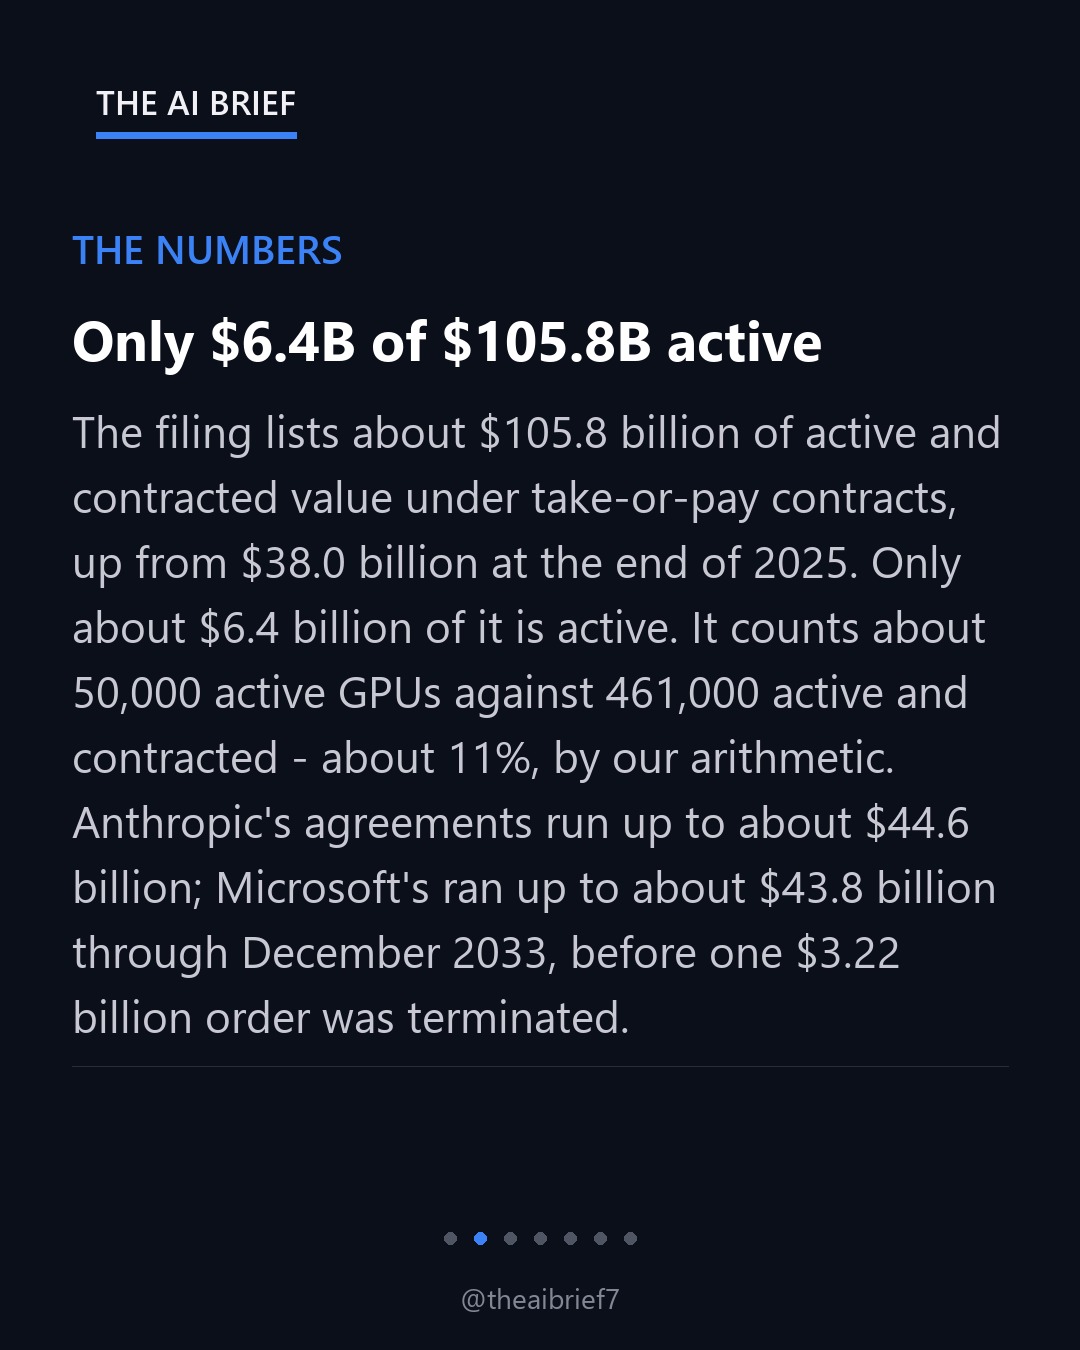 THE AI BRIEF
THE NUMBERS
Only $6.4B of $105.8B active
The filing lists about $105.8 billion of active and
contracted value under take-or-pay contracts,
up from $38.0 billion at the end of 2025. Only
about $6.4 billion of it is active. It counts about
50,000 active GPUs against 461,000 active and
contracted - about 11%, by our arithmetic.
Anthropic's agreements run up to about $44.6
billion; Microsoft's ran up to about $43.8 billion
through December 2033, before one $3.22
billion order was terminated.
@theaibrief7